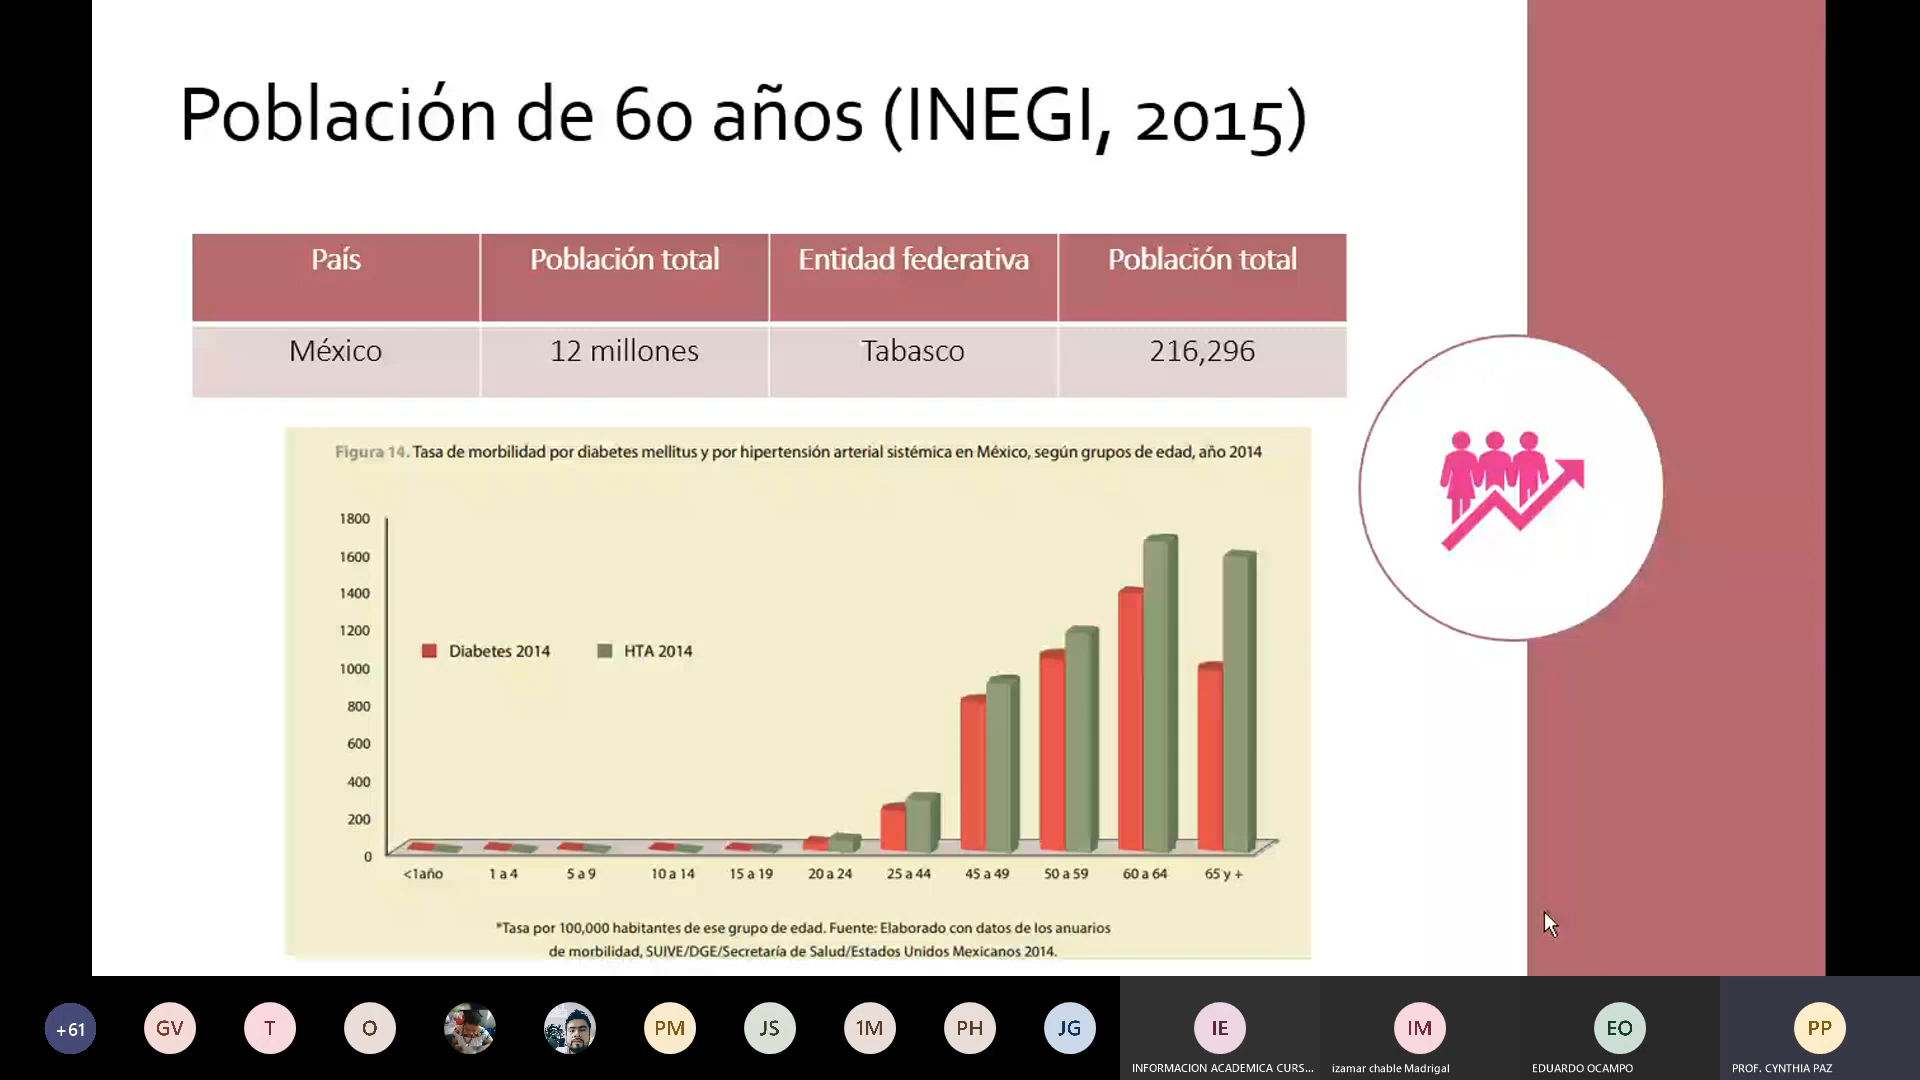 Población de 60 años (INEGI, 2015)
País Población total Entidad federativa Población total
México 12 millones Tabasco 216,296
Figura 14. Tasa de morbilidad por diabetes mellitus y por hipertensión arterial sistémica en México, según grupos de edad, año 2014
1800
1600
1400
1200
1000
800
600
400
200
0
Diabetes 2014 HTA 2014
<1año 1 a 4 5 a 9 10 a 14 15 a 19 20 a 24 25 a 44 45 a 49 50 a 59 60 a 64 65 y +
*Tasa por 100,000 habitantes de ese grupo de edad. Fuente: Elaborado con datos de los anuarios
de morbilidad, SUIVE/DGE/Secretaría de Salud/Estados Unidos Mexicanos 2014.
+61 GV T O PM JS 1M PH JG IE IM EO PP
INFORMACION ACADEMICA CURS... izamar chable Madrigal EDUARDO OCAMPO PROF. CYNTHIA PAZ